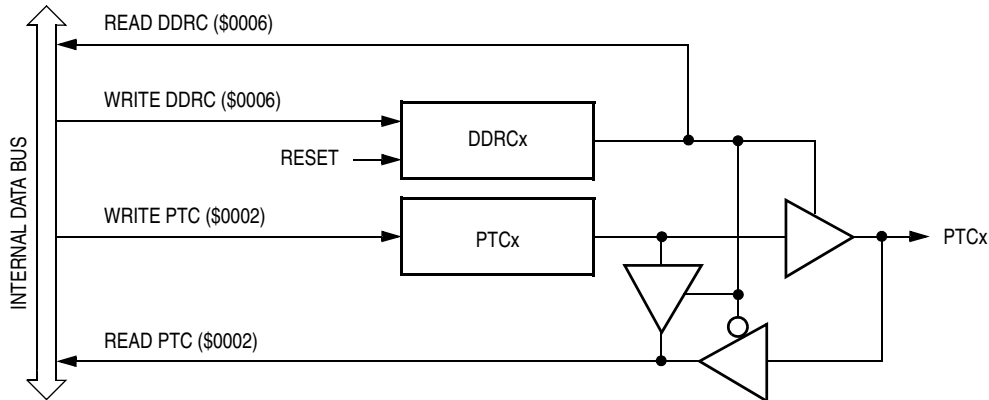 READ DDRC ($0006)
WRITE DDRC ($0006)
DDRCx
RESET
INTERNAL DATA BUS
WRITE PTC ($0002)
PTCx
PTCx
READ PTC ($0002)